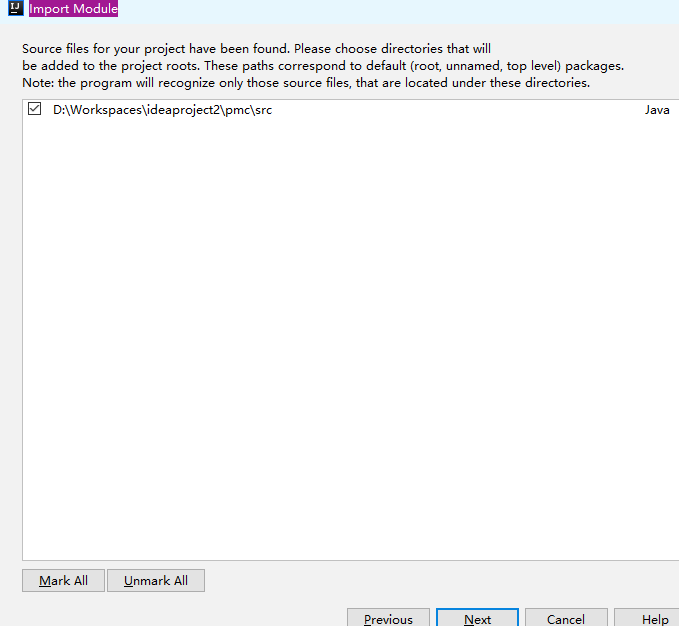 IJ
Import Module
Source files for your project have been found. Please choose directories that will
be added to the project roots. These paths correspond to default (root, unnamed, top level) packages.
Note: the program will recognize only those source files, that are located under these directories.
D:\Workspaces\ideaproject2\pmc\src Java
Mark All Unmark All
Previous Next Cancel Help